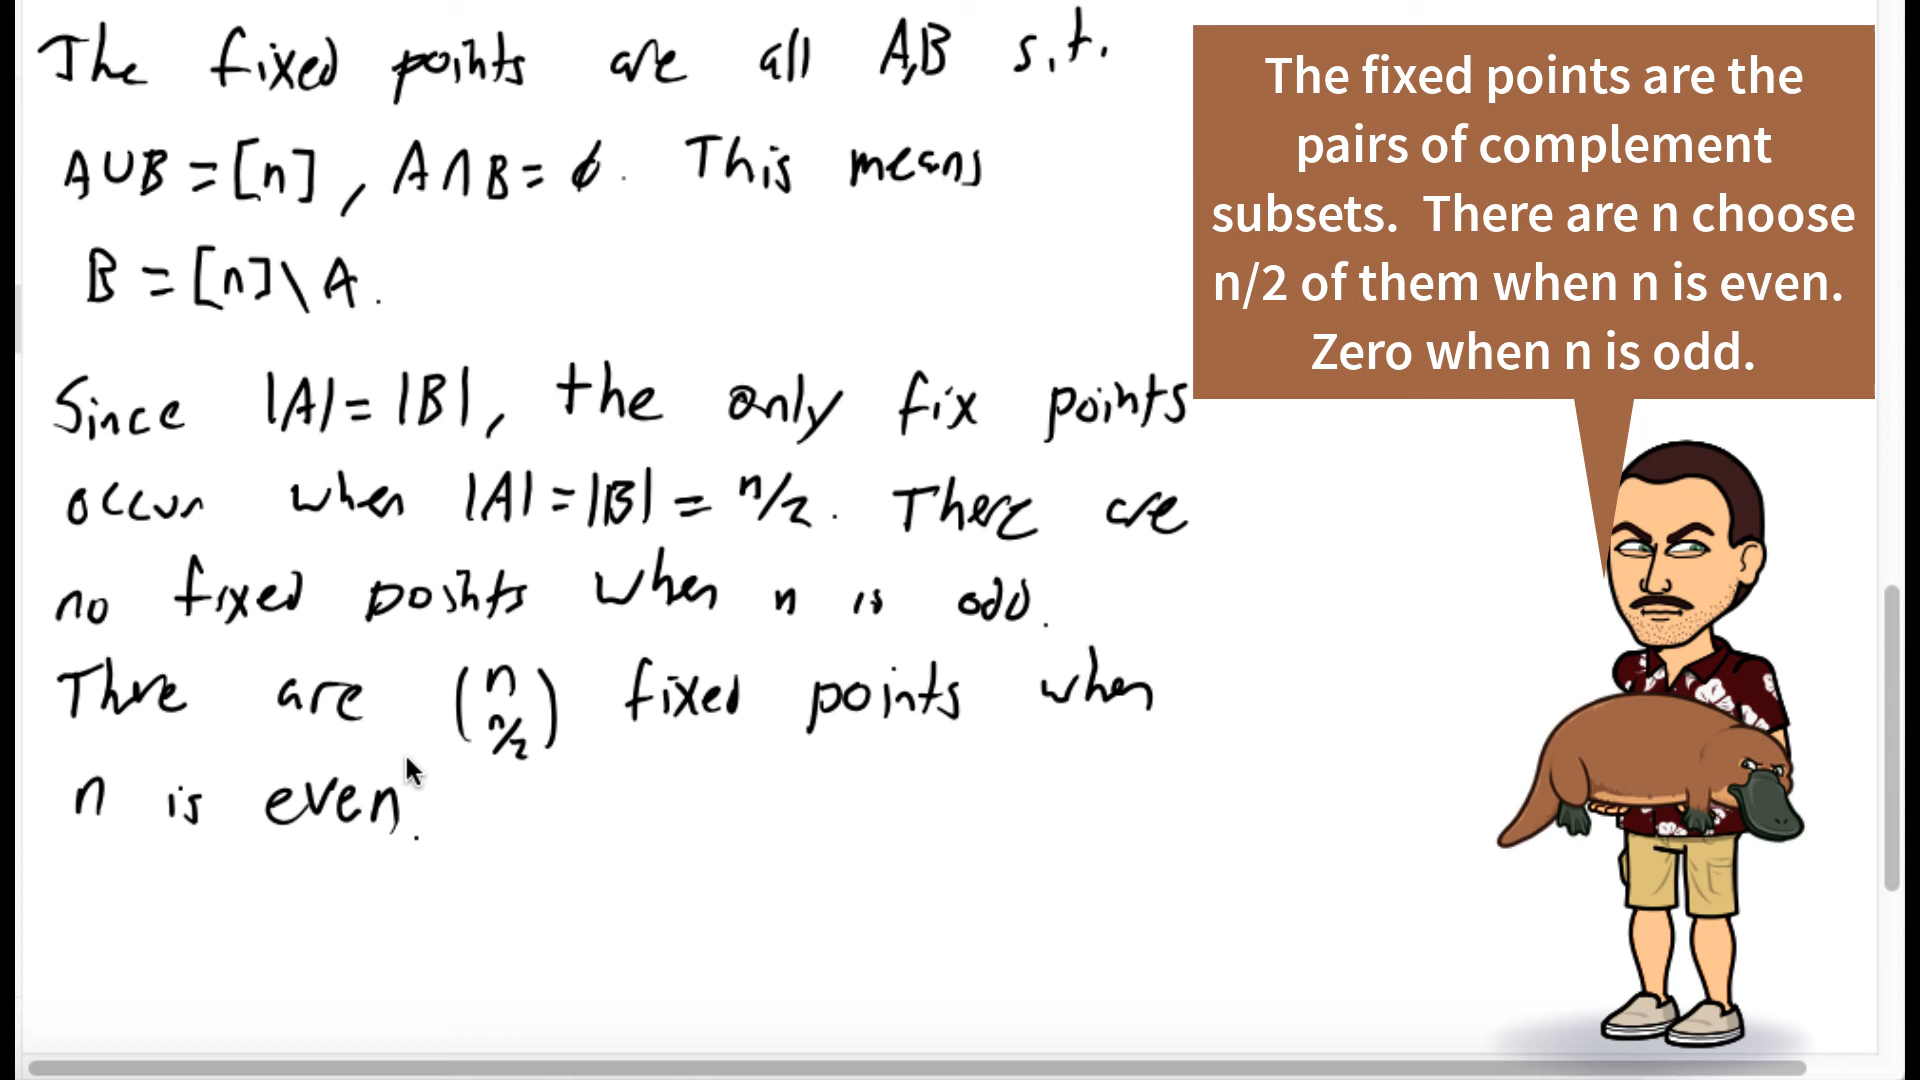 The fixed points are all A,B s.t.
A∪B = [n], A∩B = ∅. This means
B = [n]\A.
Since |A| = |B|, the only fix points
occur when |A| = |B| = n/2. There are
no fixed points when n is odd.
There are (n n/2) fixed points when
n is even.
The fixed points are the
pairs of complement
subsets. There are n choose
n/2 of them when n is even.
Zero when n is odd.